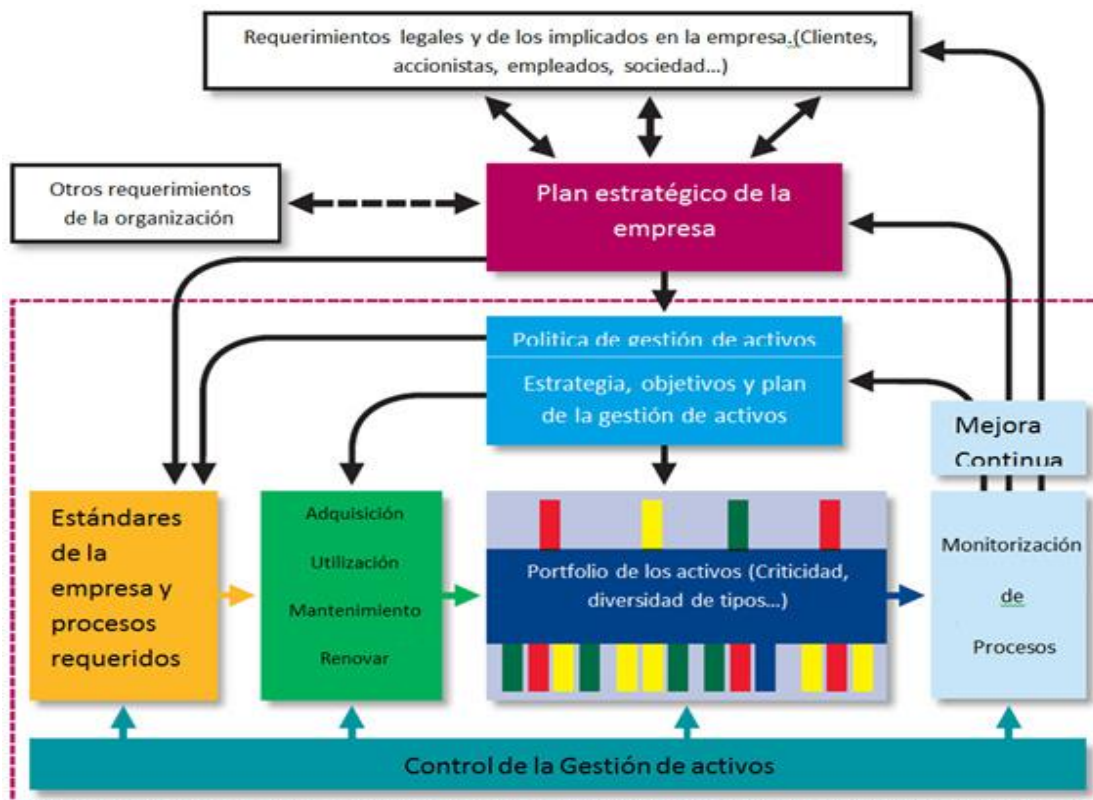 Requerimientos legales y de los implicados en la empresa.(Clientes,
accionistas, empleados, sociedad...)
Otros requerimientos
de la organización
Plan estratégico de la
empresa
Politica de gestión de activos
Estrategia, objetivos y plan
de la gestión de activos
Mejora
Continua
Estándares
de la
empresa y
procesos
requeridos
Adquisición
Utilización
Mantenimiento
Renovar
Portfolio de los activos (Criticidad,
diversidad de tipos...)
Monitorización
de
Procesos
Control de la Gestión de activos